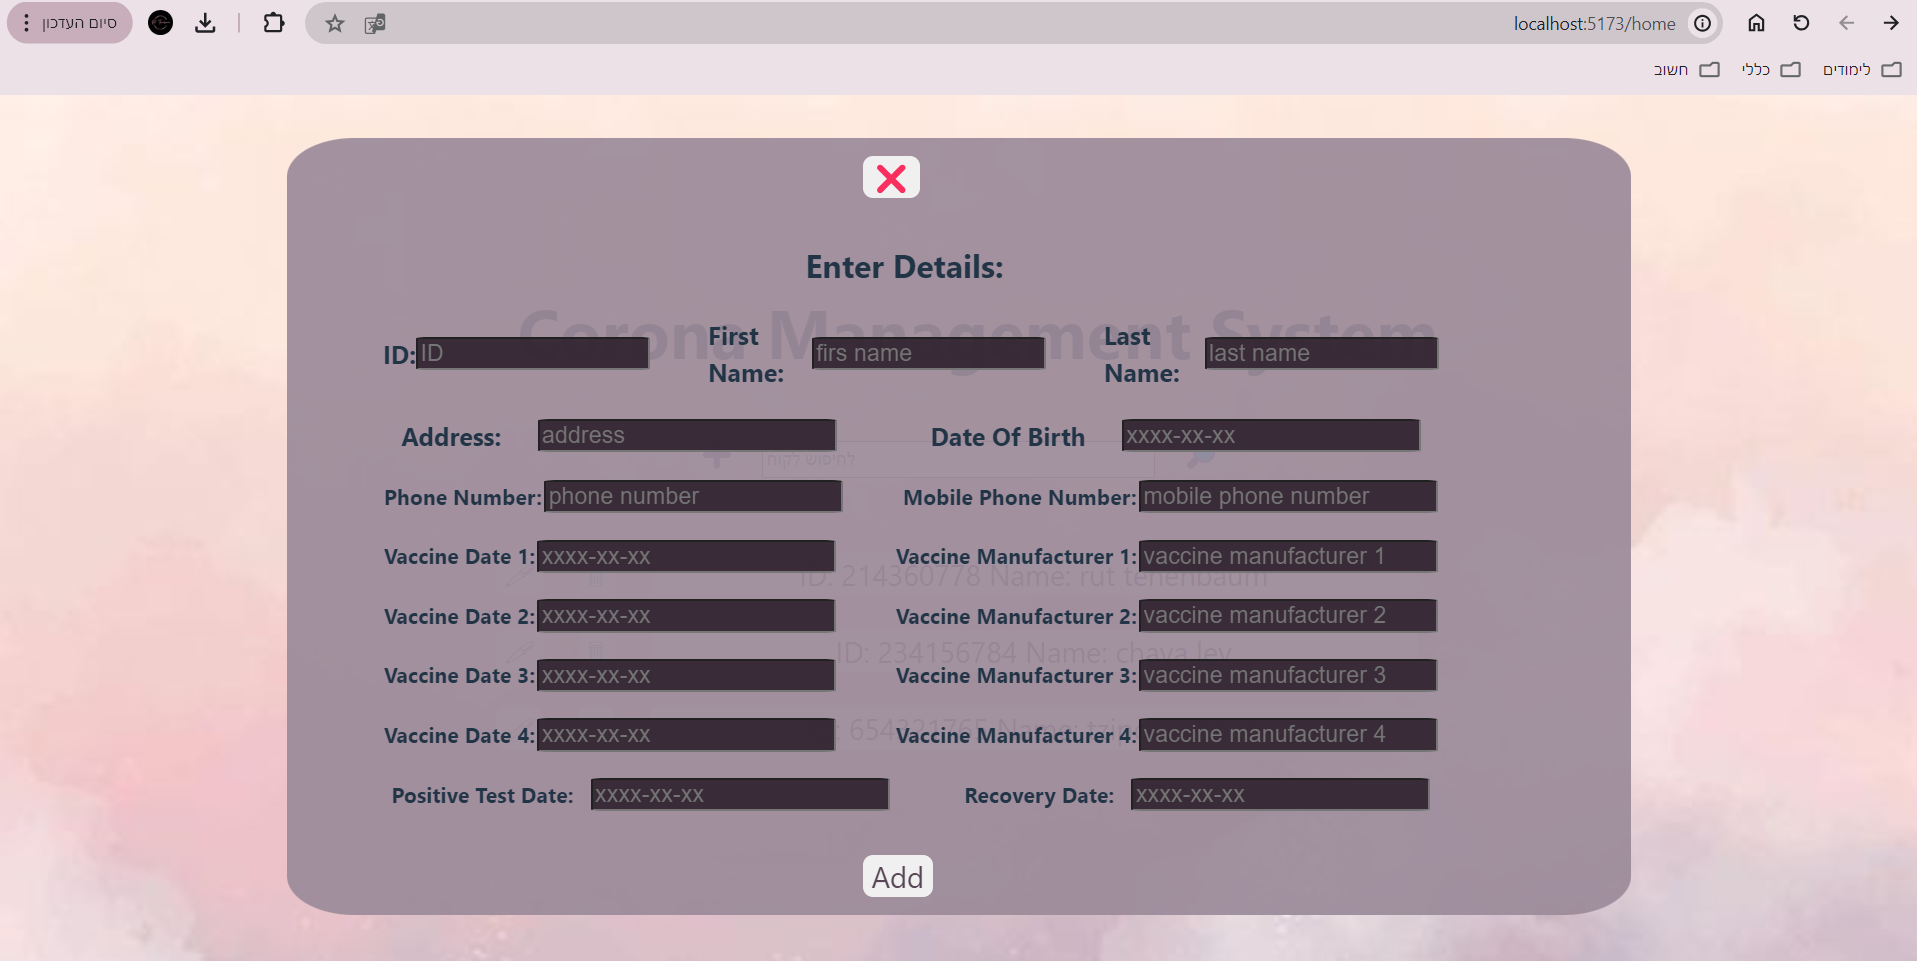 סיום העדכון
localhost:5173/home
לימודים
כללי
חשוב
Enter Details:
Corona Management System
ID: ID
First Name: firs name
Last Name: last name
Address: address
Date Of Birth xxxx-xx-xx
לחיפוש לקוח
Phone Number: phone number
Mobile Phone Number: mobile phone number
Vaccine Date 1: xxxx-xx-xx
Vaccine Manufacturer 1: vaccine manufacturer 1
ID: 214360778 Name: rut tenenbaum
Vaccine Date 2: xxxx-xx-xx
Vaccine Manufacturer 2: vaccine manufacturer 2
ID: 234156784 Name: chava lev
Vaccine Date 3: xxxx-xx-xx
Vaccine Manufacturer 3: vaccine manufacturer 3
: 654321765 Name: tzip
Vaccine Date 4: xxxx-xx-xx
Vaccine Manufacturer 4: vaccine manufacturer 4
Positive Test Date: xxxx-xx-xx
Recovery Date: xxxx-xx-xx
Add